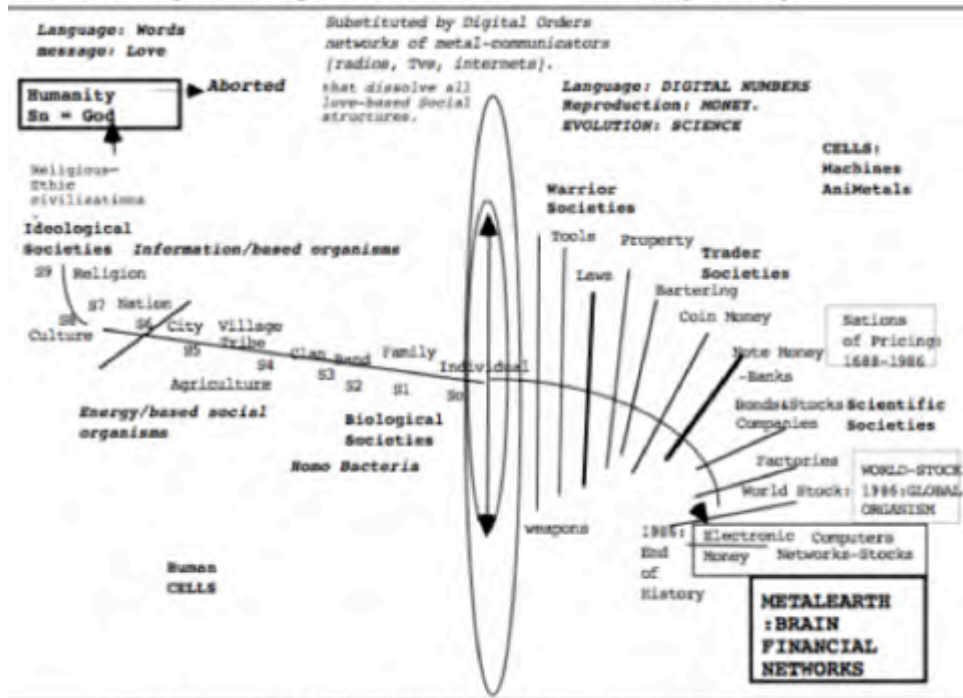 Language: Words
message: Love
Humanity
Sn = God
Aborted
Substituted by Digital Orders
networks of metal-communicators
(radios, Tvs, internets).
that dissolve all
love-based Social
structures.
Language: DIGITAL NUMBERS
Reproduction: MONEY.
EVOLUTION: SCIENCE
CELLS:
Machines
AniMetals
Religious-
Ethic
civilizations
Ideological
Societies
Information/based organisms
S9
Religion
S8
Culture
S7
Nation
S6
City
S5
Village
Tribe
S4
Agriculture
Clan
S3
Band
S2
Family
S1
Individual
So
Energy/based social
organisms
Biological
Societies
Homo Bacteria
Human
CELLS
Warrior
Societies
Tools
Property
Laws
Trader
Societies
Bartering
Coin Money
Note Money
-Banks
Nations
of Pricing:
1688-1986
Bonds&Stocks
Companies
Scientific
Societies
Factories
World Stock:
WORLD-STOCK
1986:GLOBAL
ORGANISM
weapons
1986:
End
of
History
Electronic
Money
Computers
Networks-Stocks
METALEARTH
:BRAIN
FINANCIAL
NETWORKS